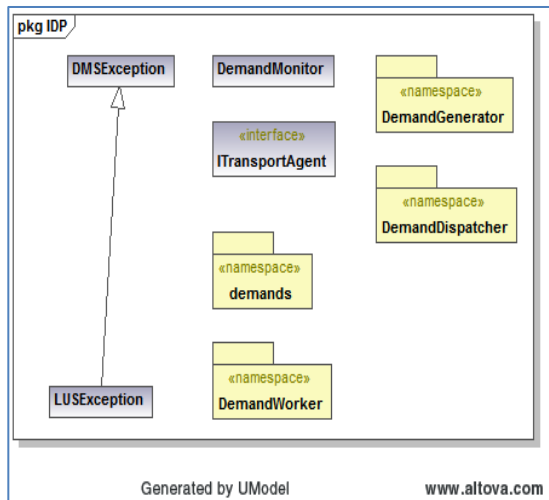 pkg IDP
DMSException
DemandMonitor
«namespace»
DemandGenerator
«interface»
ITransportAgent
«namespace»
DemandDispatcher
«namespace»
demands
«namespace»
DemandWorker
LUSException
Generated by UModel
www.altova.com